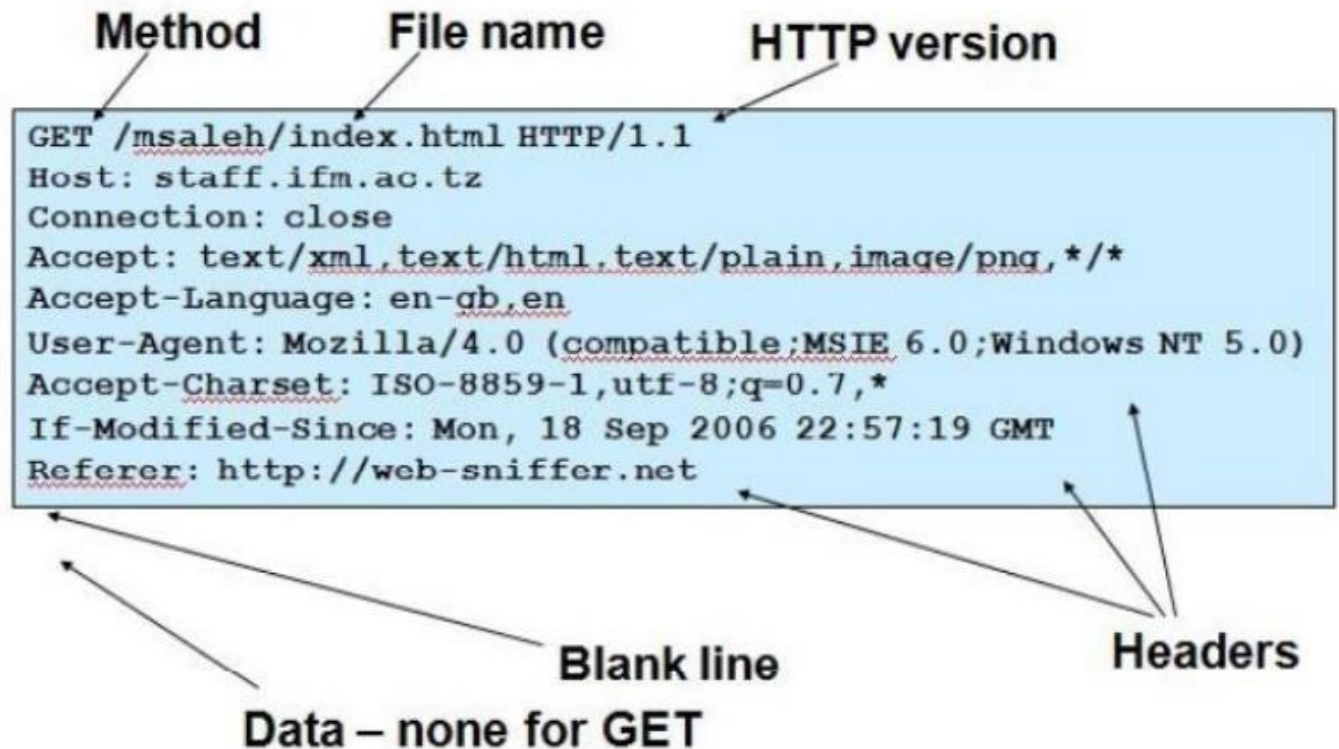 Method File name HTTP version
GET /msaleh/index.html HTTP/1.1
Host: staff.ifm.ac.tz
Connection: close
Accept: text/xml,text/html,text/plain,image/png,*/*
Accept-Language: en-gb,en
User-Agent: Mozilla/4.0 (compatible;MSIE 6.0;Windows NT 5.0)
Accept-Charset: ISO-8859-1,utf-8;q=0.7,*
If-Modified-Since: Mon, 18 Sep 2006 22:57:19 GMT
Referer: http://web-sniffer.net
Headers
Blank line
Data – none for GET